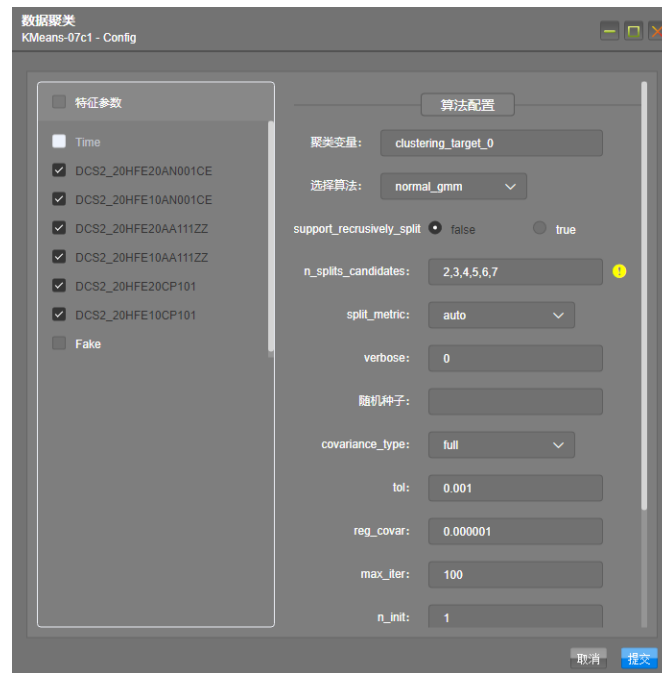 数据聚类
KMeans-07c1 - Config
特征参数
Time
DCS2_20HFE20AN001CE
DCS2_20HFE10AN001CE
DCS2_20HFE20AA111ZZ
DCS2_20HFE10AA111ZZ
DCS2_20HFE20CP101
DCS2_20HFE10CP101
Fake
算法配置
聚类变量: clustering_target_0
选择算法: normal_gmm
support_recrusively_split false true
n_splits_candidates: 2,3,4,5,6,7
split_metric: auto
verbose: 0
随机种子:
covariance_type: full
tol: 0.001
reg_covar: 0.000001
max_iter: 100
n_init: 1
取消 提交